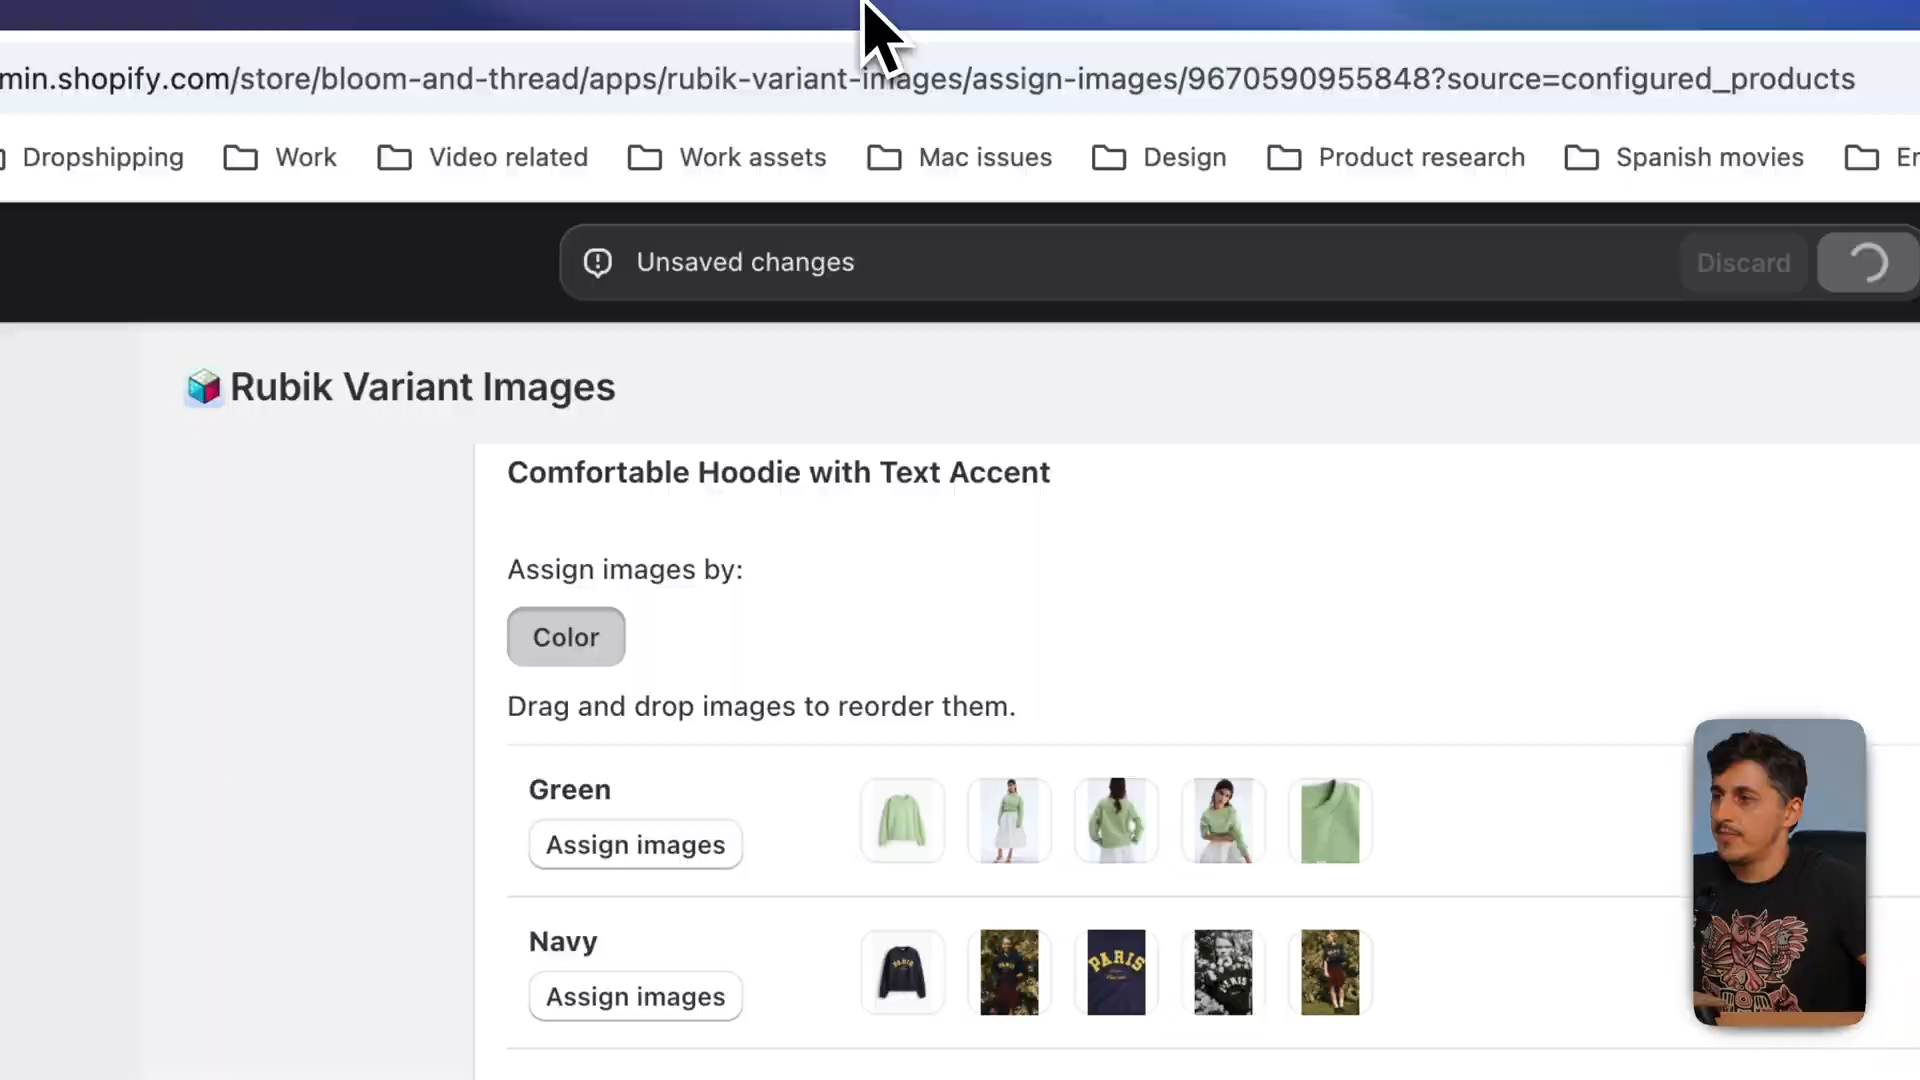 min.shopify.com/store/bloom-and-thread/apps/rubik-variant-images/assign-images/9670590955848?source=configured_products
Dropshipping Work Video related Work assets Mac issues Design Product research Spanish movies Er
Unsaved changes Discard
Rubik Variant Images
Comfortable Hoodie with Text Accent
Assign images by:
Color
Drag and drop images to reorder them.
Green
Assign images
Navy
Assign images
PARIS